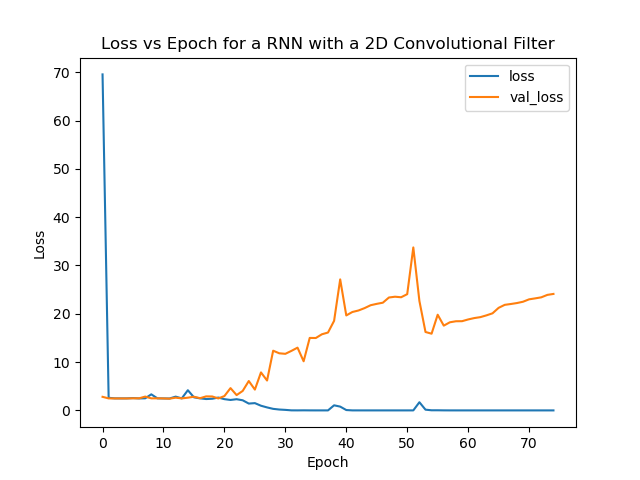 Loss vs Epoch for a RNN with a 2D Convolutional Filter
loss
val_loss
70
60
50
40
30
20
10
0
Loss
0 10 20 30 40 50 60 70
Epoch